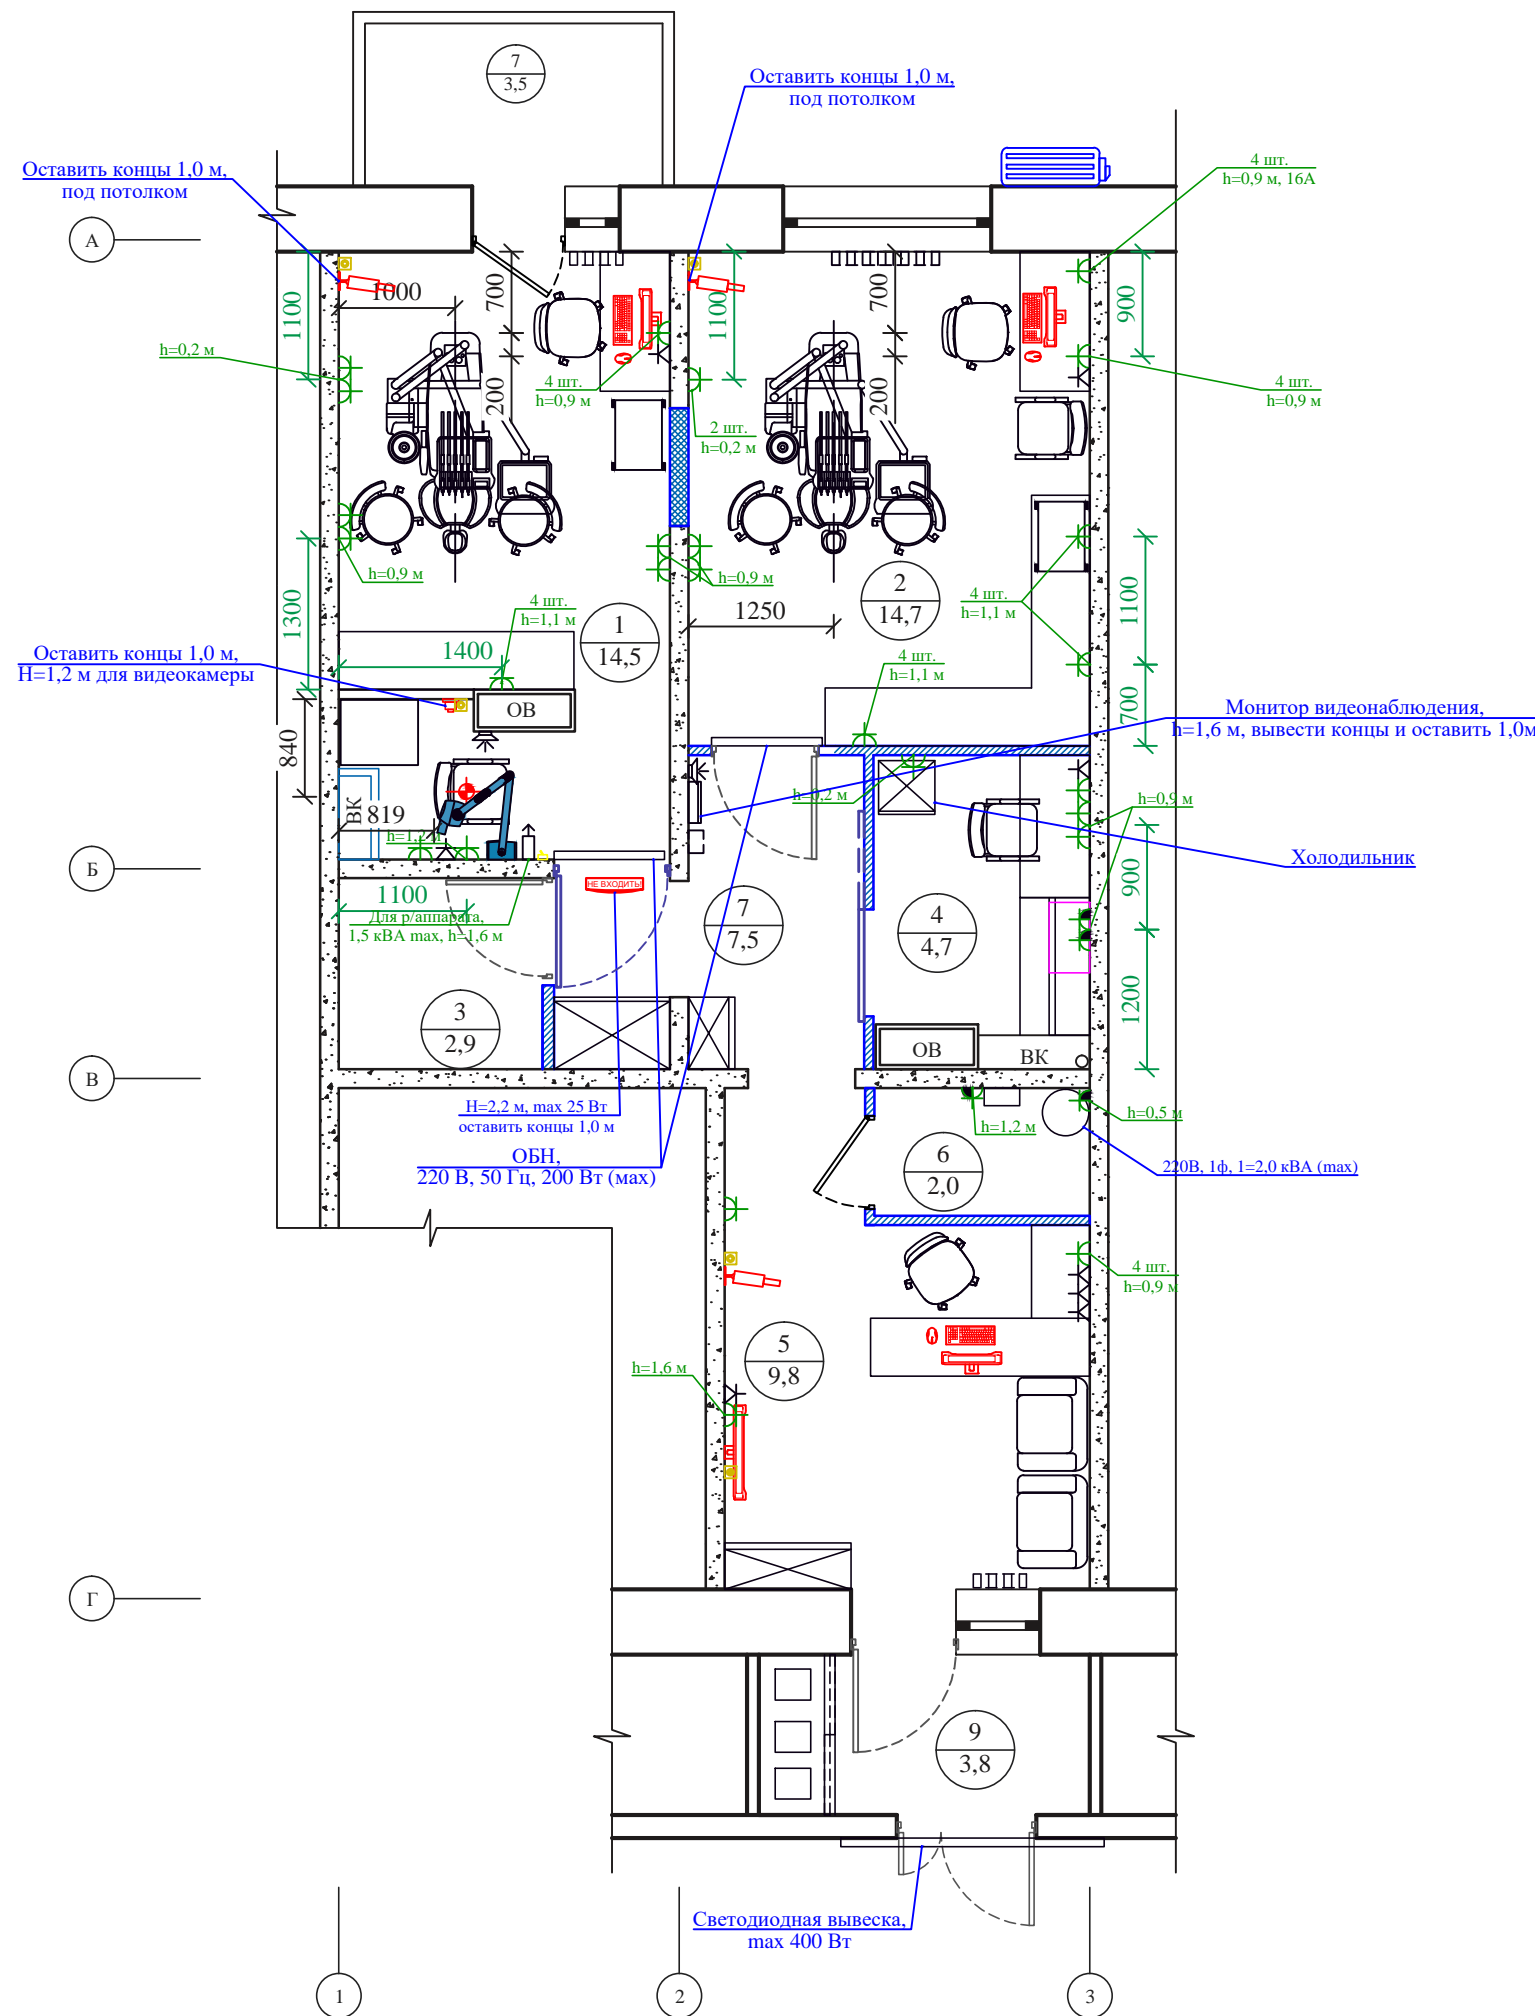 7
3,5
Оставить концы 1,0 м,
под потолком
Оставить концы 1,0 м,
под потолком
4 шт.
h=0,9 м, 16А
А
1100
1000
700
200
1100
700
200
900
h=0,2 м
4 шт.
h=0,9 м
2 шт.
h=0,2 м
4 шт.
h=0,9 м
h=0,9 м
h=0,9 м
1300
4 шт.
h=1,1 м
1
14,5
1250
2
14,7
4 шт.
h=1,1 м
1100
Оставить концы 1,0 м,
Н=1,2 м для видеокамеры
1400
4 шт.
h=1,1 м
700
Монитор видеонаблюдения,
h=1,6 м, вывести концы и оставить 1,0м
ОВ
840
ВК
819
h=1,2 м
h=0,2 м
h=0,9 м
Холодильник
Б
НЕ ВХОДИТЬ!
1100
Для р/аппарата,
1,5 кВА max, h=1,6 м
7
7,5
4
4,7
900
1200
3
2,9
ОВ
ВК
В
Н=2,2 м, max 25 Вт
оставить концы 1,0 м
ОБН,
220 В, 50 Гц, 200 Вт (мах)
h=1,2 м
h=0,5 м
6
2,0
220В, 1ф, 1=2,0 кВА (max)
4 шт.
h=0,9 м
h=1,6 м
5
9,8
Г
9
3,8
Светодиодная вывеска,
max 400 Вт
1
2
3